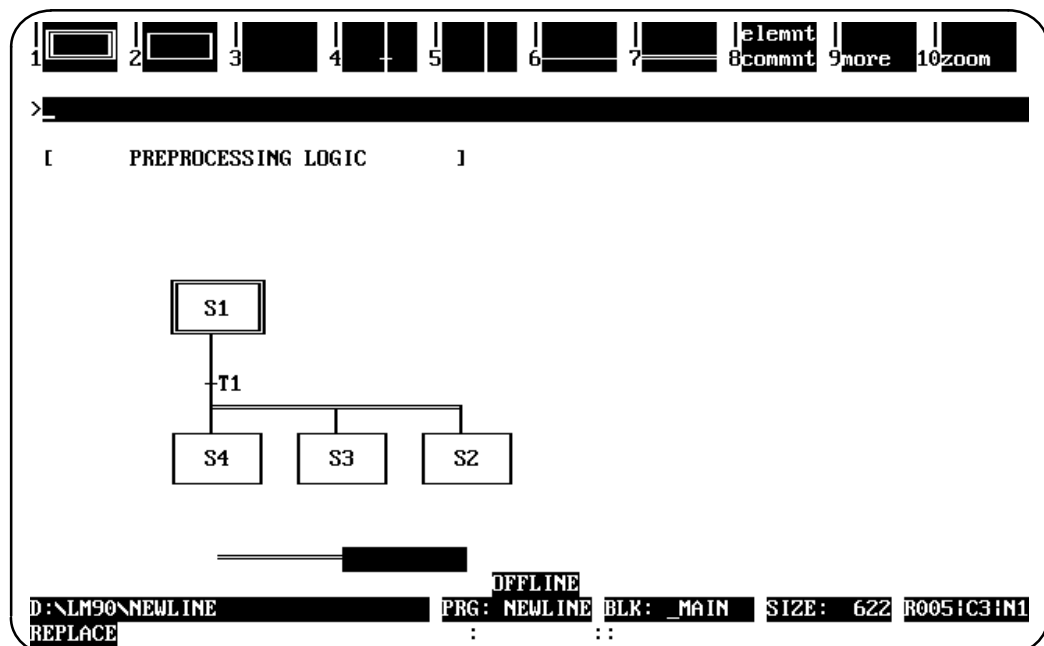 elemnt
1 2 3 4 5 6 7 8commnt 9more 10zoom
>_
[ PREPROCESSING LOGIC ]
S1
T1
S4 S3 S2
OFFLINE
D:\LM90\NEWLINE PRG: NEWLINE BLK: _MAIN SIZE: 622 R005|C3|N1
REPLACE : ::